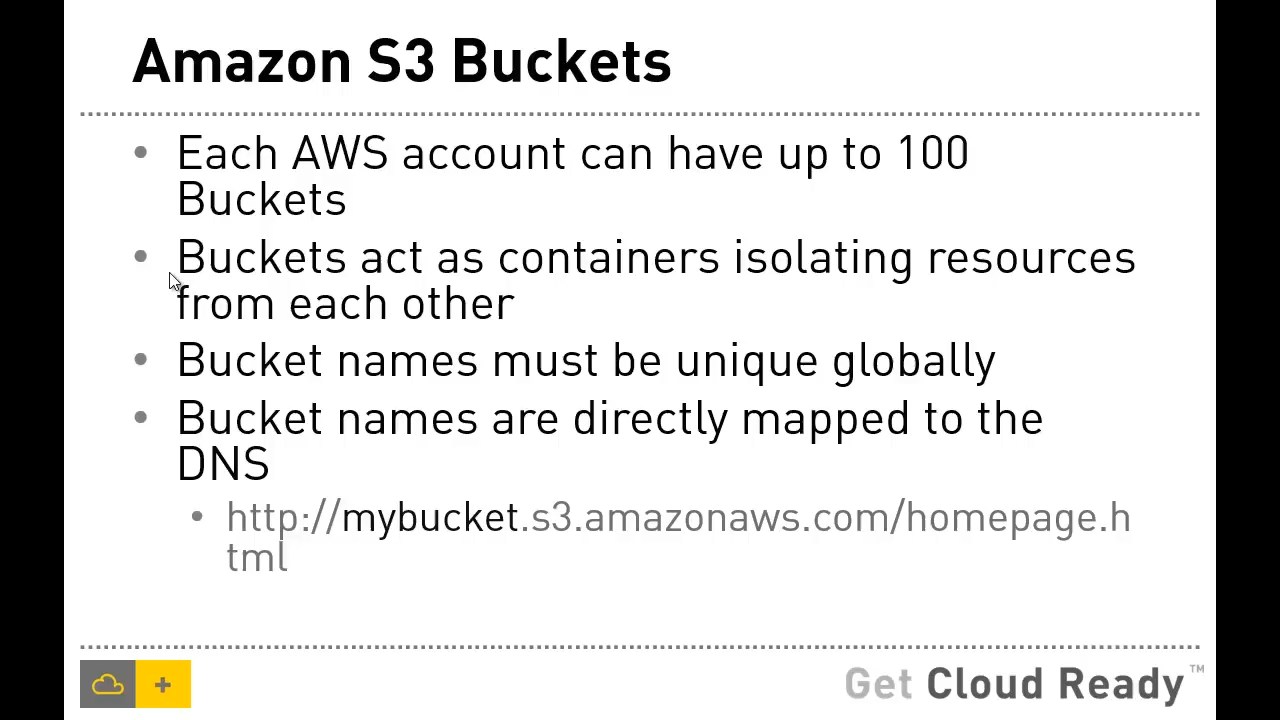 Amazon S3 Buckets
• Each AWS account can have up to 100
Buckets
• Buckets act as containers isolating resources
from each other
• Bucket names must be unique globally
• Bucket names are directly mapped to the
DNS
• http://mybucket.s3.amazonaws.com/homepage.h
tml
Get Cloud Ready™